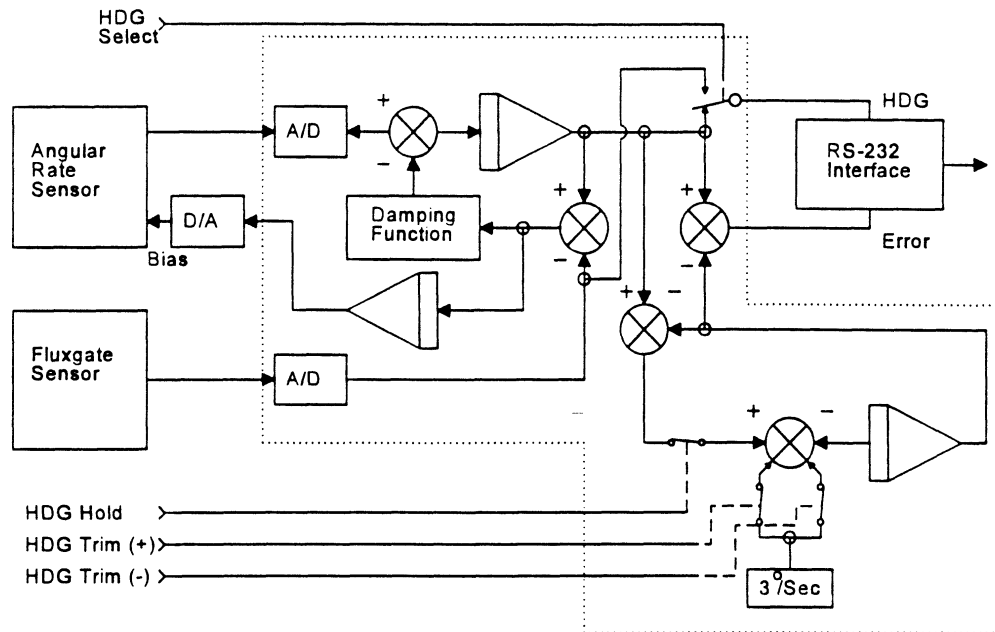 HDG
Select
Angular
Rate
Sensor
A/D
+
−
Damping
Function
D/A
Bias
+
−
+
−
HDG
RS-232
Interface
Error
Fluxgate
Sensor
A/D
+
−
+
−
HDG Hold
HDG Trim (+)
HDG Trim (-)
3°/Sec